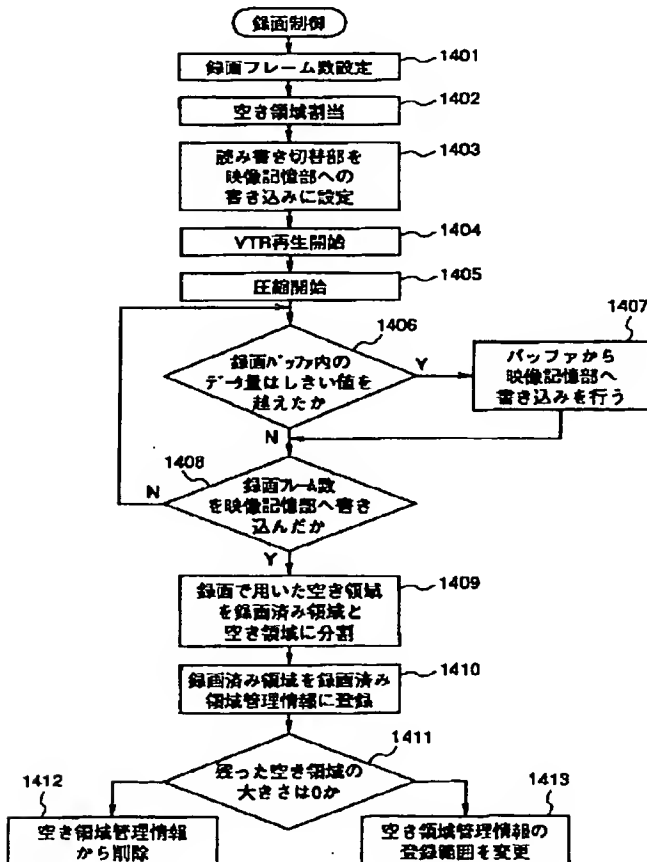 録画制御
録画フレーム数設定
1401
空き領域割当
1402
読み書き切替部を
映像記憶部への
書き込みに設定
1403
VTR再生開始
1404
圧縮開始
1405
1406
録画バッファ内の
データ量はしきい値を
越えたか
Y
N
1407
バッファから
映像記憶部へ
書き込みを行う
1408
録画フレーム数
を映像記憶部へ書き
込んだか
N
Y
録画で用いた空き領域
を録画済み領域と
空き領域に分割
1409
録画済み領域を録画済み
領域管理情報に登録
1410
1411
残った空き領域の
大きさは0か
1412
空き領域管理情報
から削除
1413
空き領域管理情報の
登録範囲を変更